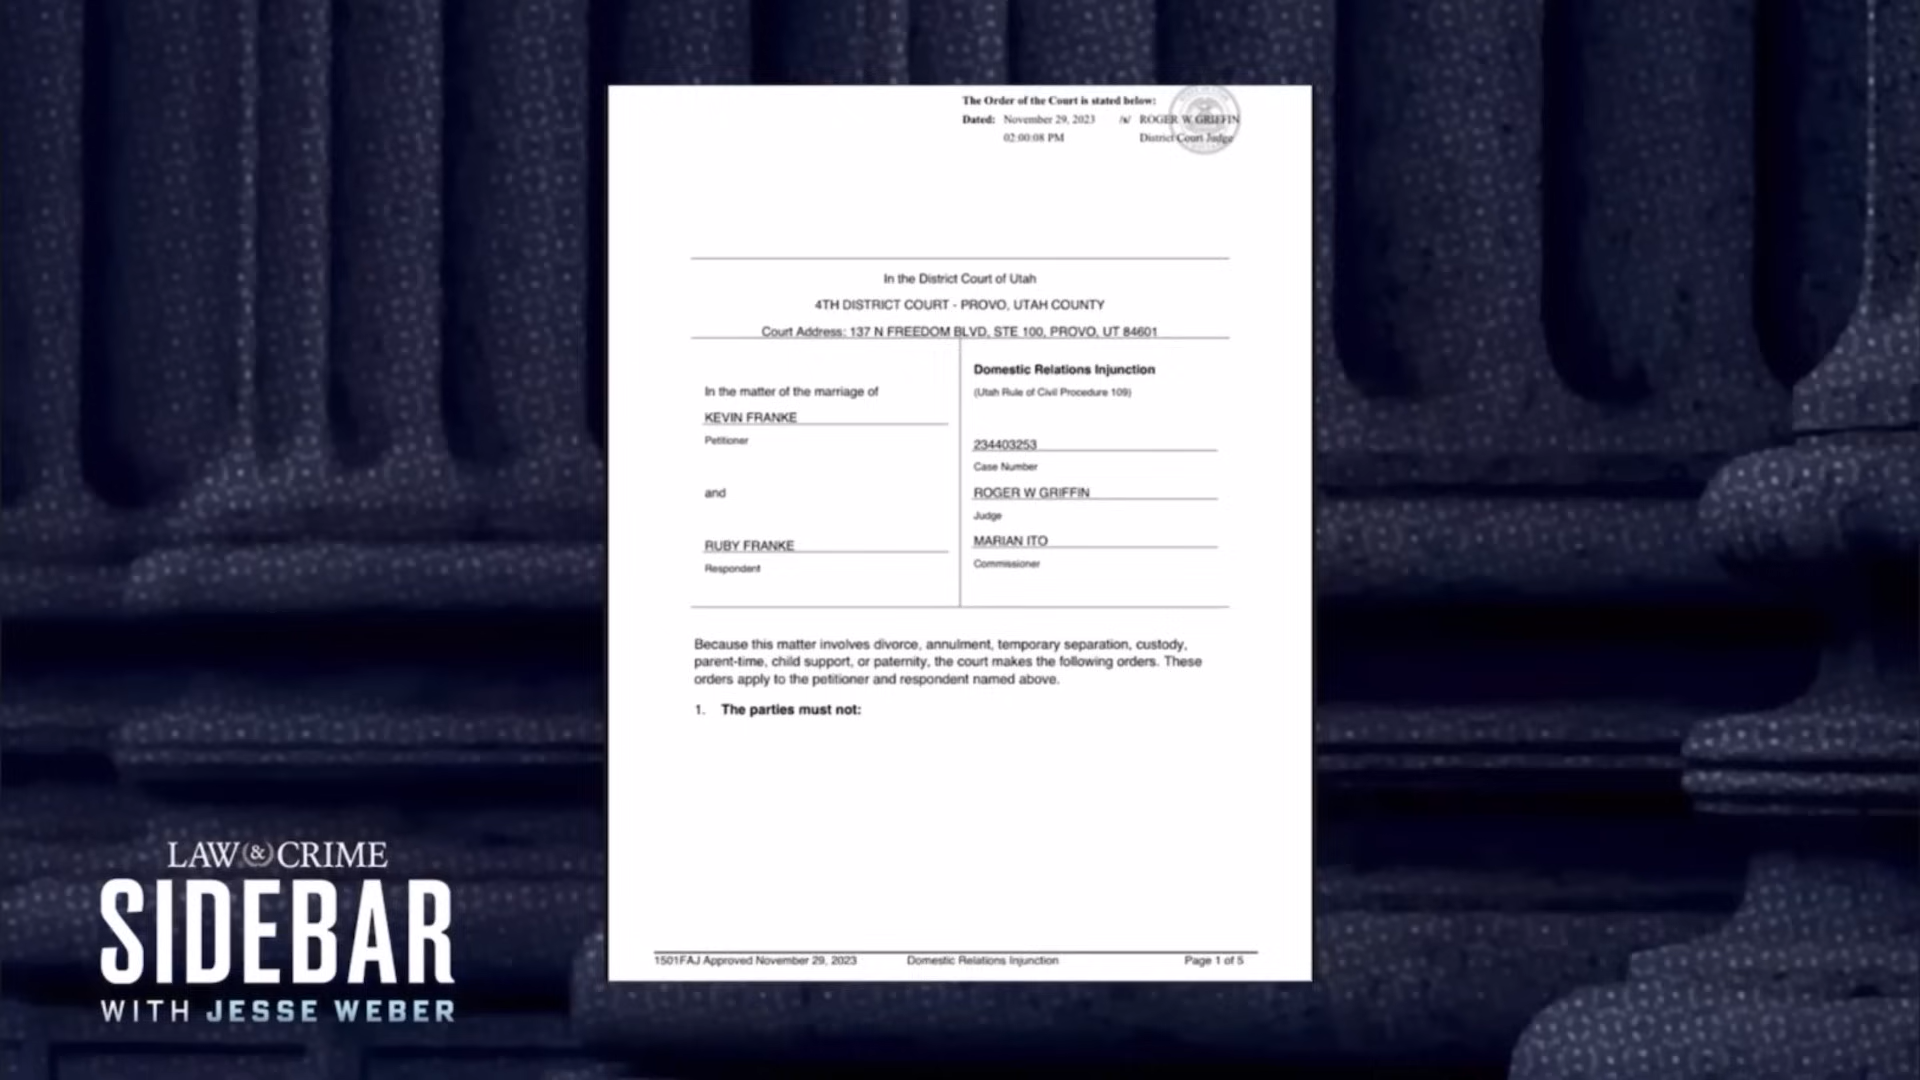 The Order of the Court is stated below:
Dated: November 29, 2023 /s/ ROGER W GRIFFIN
02:00:08 PM District Court Judge
In the District Court of Utah
4TH DISTRICT COURT - PROVO, UTAH COUNTY
Court Address: 137 N FREEDOM BLVD, STE 100, PROVO, UT 84601
In the matter of the marriage of
KEVIN FRANKE
Petitioner
and
RUBY FRANKE
Respondent
Domestic Relations Injunction
(Utah Rule of Civil Procedure 109)
234403253
Case Number
ROGER W GRIFFIN
Judge
MARIAN ITO
Commissioner
Because this matter involves divorce, annulment, temporary separation, custody,
parent-time, child support, or paternity, the court makes the following orders. These
orders apply to the petitioner and respondent named above.
1. The parties must not:
1501FAJ Approved November 29, 2023 Domestic Relations Injunction Page 1 of 5
LAW & CRIME
SIDEBAR
WITH JESSE WEBER